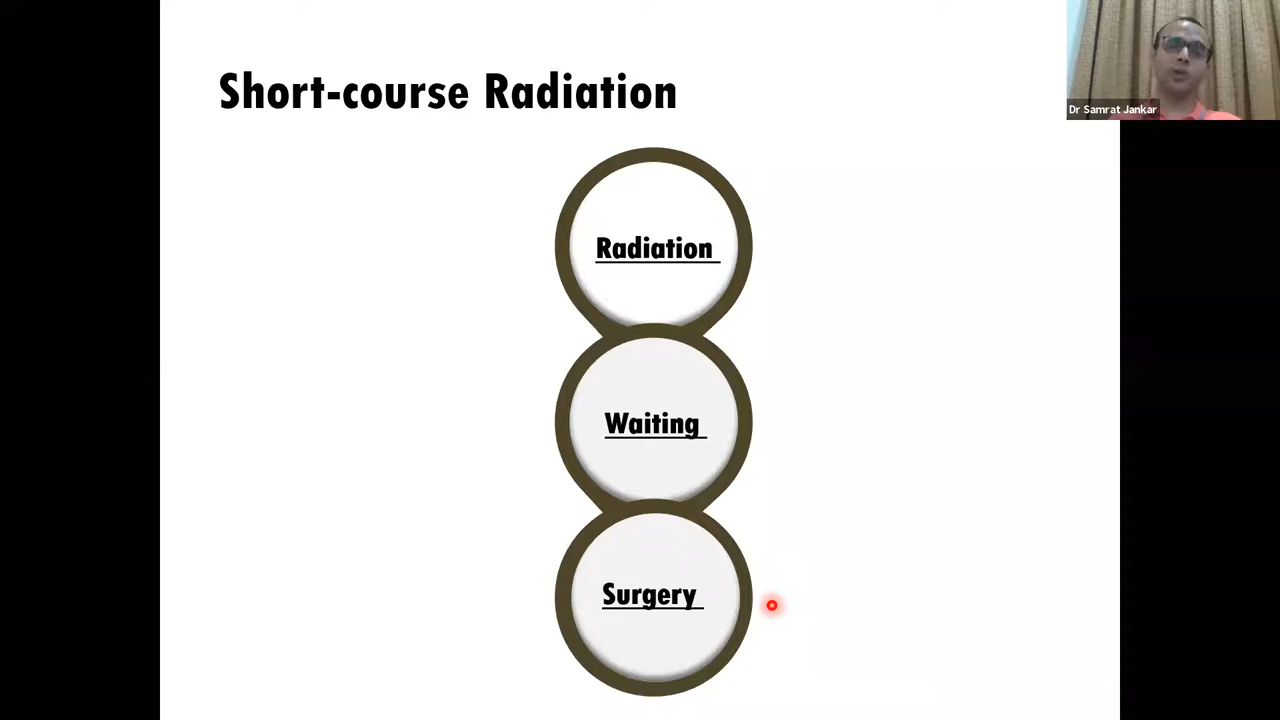 Short-course Radiation
Dr Samrat Jankar
Radiation
Waiting
Surgery